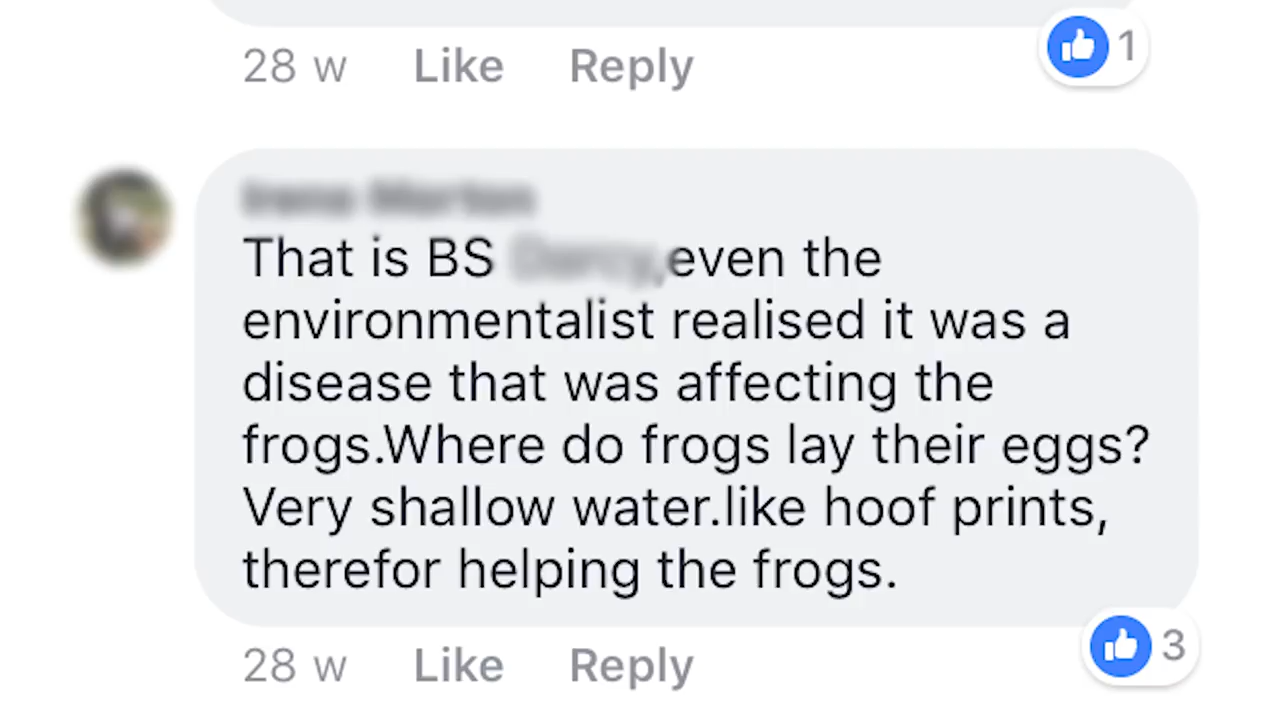 28 w Like Reply 1
That is BS even the
environmentalist realised it was a
disease that was affecting the
frogs.Where do frogs lay their eggs?
Very shallow water.like hoof prints,
therefor helping the frogs.
28 w Like Reply 3